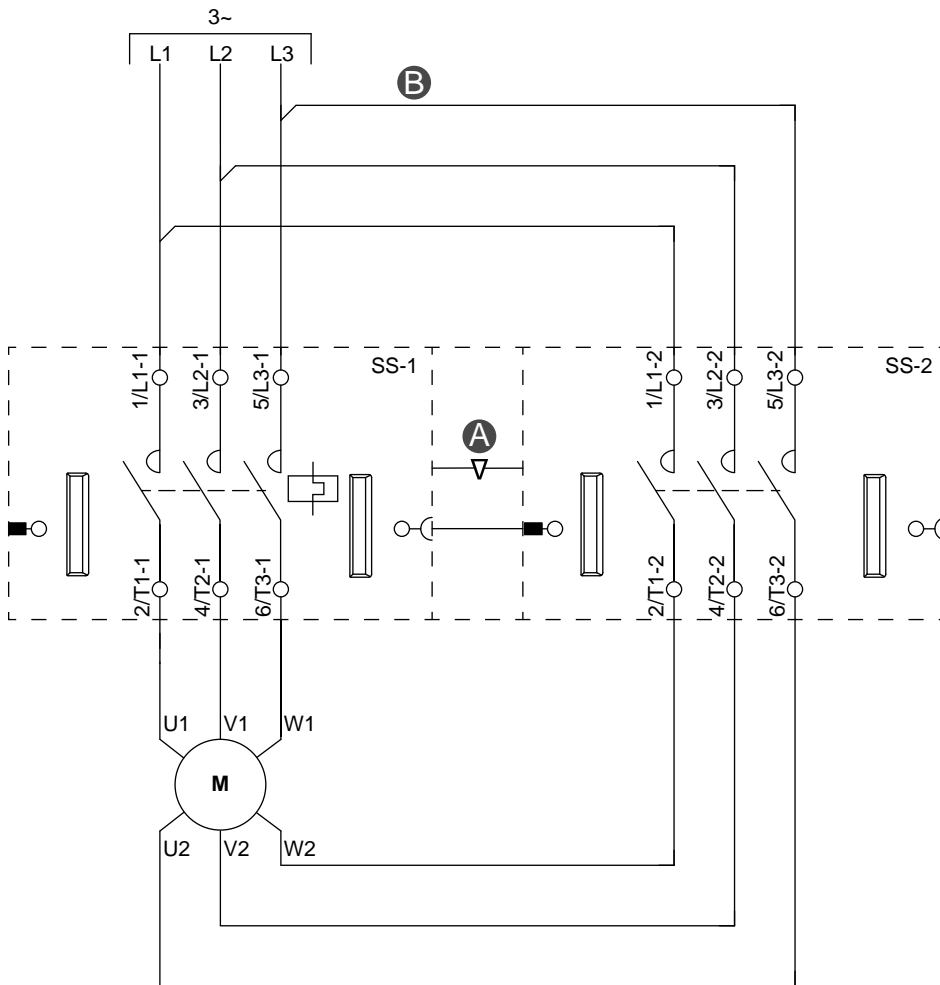 3~
L1 L2 L3
B
SS-1 SS-2
1/L1-1 3/L2-1 5/L3-1 1/L1-2 3/L2-2 5/L3-2
A
2/T1-1 4/T2-1 6/T3-1 2/T1-2 4/T2-2 6/T3-2
U1 V1 W1
M
U2 V2 W2